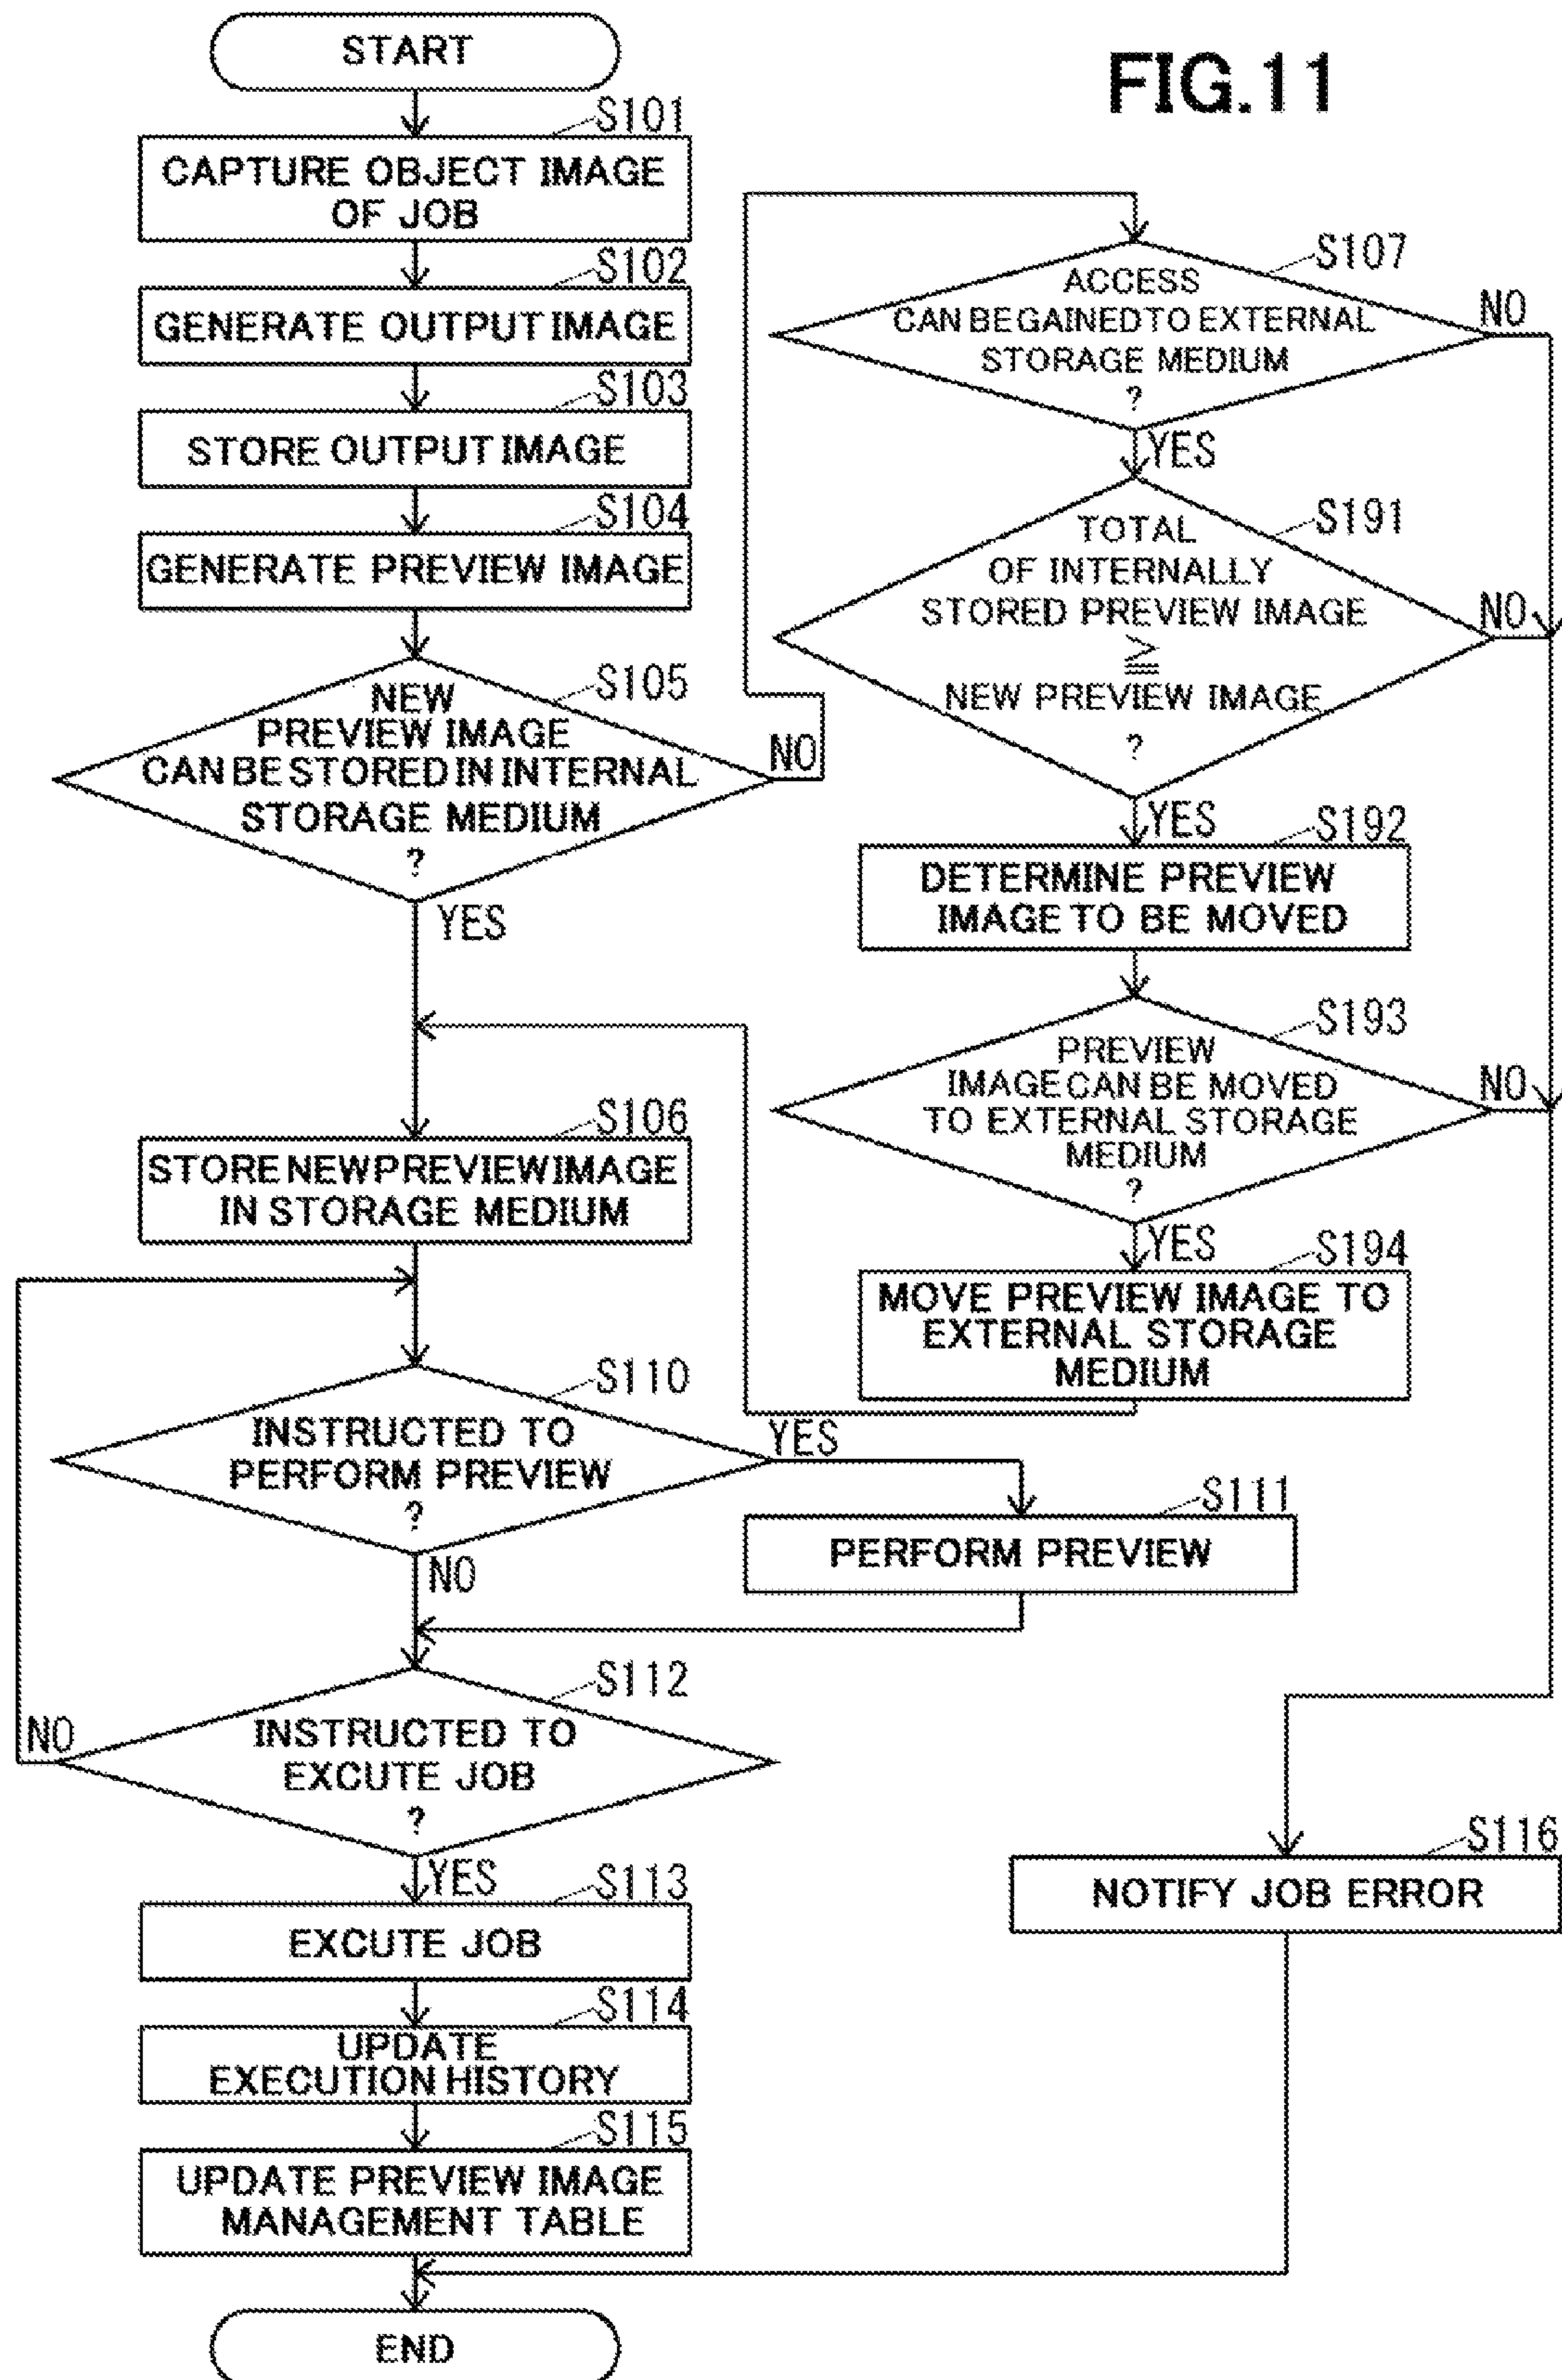 FIG.11
START
S101
CAPTURE OBJECT IMAGE
OF JOB
S102
GENERATE OUTPUT IMAGE
S103
STORE OUTPUT IMAGE
S104
GENERATE PREVIEW IMAGE
S105
NEW
PREVIEW IMAGE
CAN BE STORED IN INTERNAL
STORAGE MEDIUM
?
NO
YES
S106
STORE NEW PREVIEW IMAGE
IN STORAGE MEDIUM
S110
INSTRUCTED TO
PERFORM PREVIEW
?
YES
NO
S111
PERFORM PREVIEW
S112
INSTRUCTED TO
EXCUTE JOB
?
NO
YES
S113
EXCUTE JOB
S114
UPDATE
EXECUTION HISTORY
S115
UPDATE PREVIEW IMAGE
MANAGEMENT TABLE
END
S107
ACCESS
CAN BE GAINED TO EXTERNAL
STORAGE MEDIUM
?
NO
YES
S191
TOTAL
OF INTERNALLY
STORED PREVIEW IMAGE
≧
NEW PREVIEW IMAGE
?
NO
YES
S192
DETERMINE PREVIEW
IMAGE TO BE MOVED
S193
PREVIEW
IMAGE CAN BE MOVED
TO EXTERNAL STORAGE
MEDIUM
?
NO
YES
S194
MOVE PREVIEW IMAGE TO
EXTERNAL STORAGE
MEDIUM
S116
NOTIFY JOB ERROR